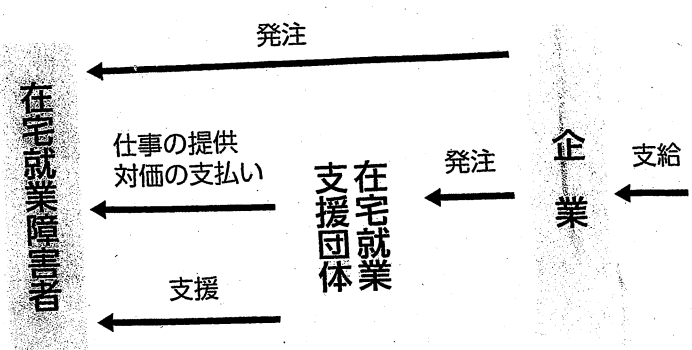 発注
在宅就業障害者
仕事の提供
対価の支払い
支援
在宅就業
支援団体
発注
企業
支給